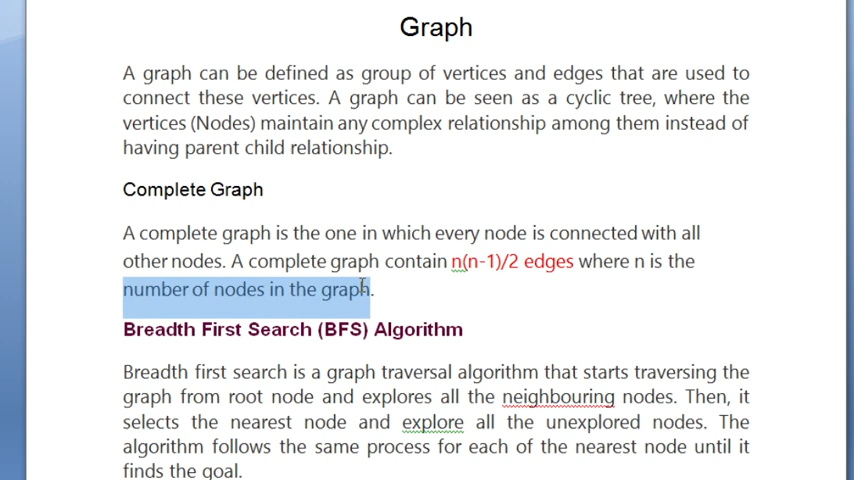 Graph
A graph can be defined as group of vertices and edges that are used to
connect these vertices. A graph can be seen as a cyclic tree, where the
vertices (Nodes) maintain any complex relationship among them instead of
having parent child relationship.
Complete Graph
A complete graph is the one in which every node is connected with all
other nodes. A complete graph contain n(n-1)/2 edges where n is the
number of nodes in the graph.
Breadth First Search (BFS) Algorithm
Breadth first search is a graph traversal algorithm that starts traversing the
graph from root node and explores all the neighbouring nodes. Then, it
selects the nearest node and explore all the unexplored nodes. The
algorithm follows the same process for each of the nearest node until it
finds the goal.